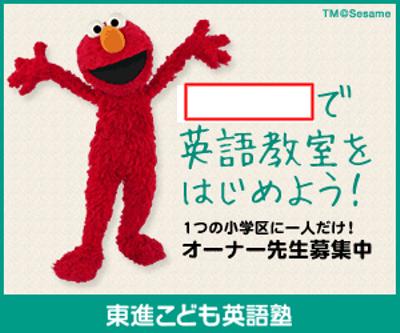 TM©Sesame
で
英語教室を
はじめよう!
1つの小学区に一人だけ!
オーナー先生募集中
東進こども英語塾